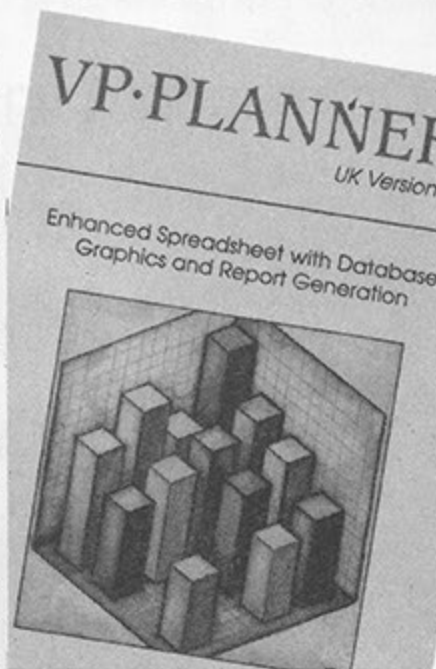 VP·PLANNER
UK Version
Enhanced Spreadsheet with Database
Graphics and Report Generation